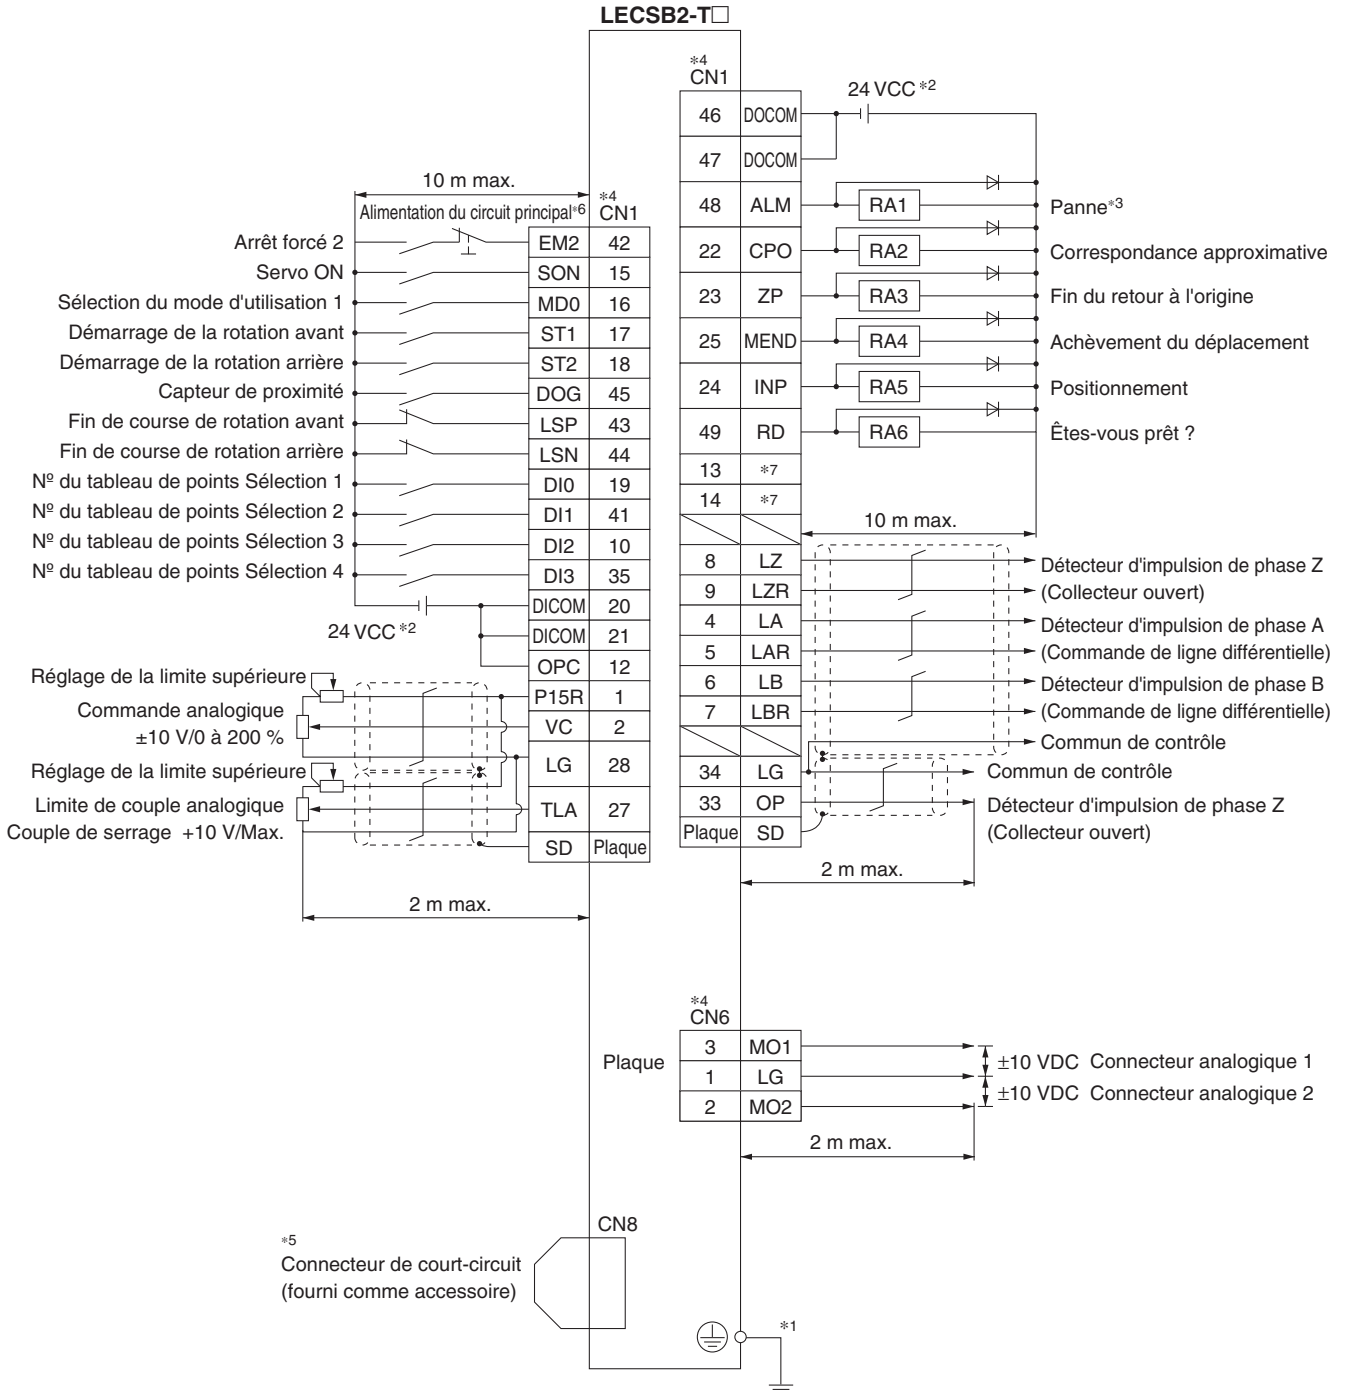 LECSB2-T□
*4
CN1
24 VCC *2
46 DOCOM
47 DOCOM
48 ALM RA1 Panne*3
22 CPO RA2 Correspondance approximative
23 ZP RA3 Fin du retour à l'origine
25 MEND RA4 Achèvement du déplacement
24 INP RA5 Positionnement
49 RD RA6 Êtes-vous prêt ?
13 *7
14 *7
10 m max.
8 LZ Détecteur d'impulsion de phase Z
9 LZR (Collecteur ouvert)
4 LA Détecteur d'impulsion de phase A
5 LAR (Commande de ligne différentielle)
6 LB Détecteur d'impulsion de phase B
7 LBR (Commande de ligne différentielle)
Commun de contrôle
34 LG Commun de contrôle
33 OP Détecteur d'impulsion de phase Z
Plaque SD (Collecteur ouvert)
2 m max.
10 m max.
*4
Alimentation du circuit principal*6 CN1
Arrêt forcé 2 EM2 42
Servo ON SON 15
Sélection du mode d'utilisation 1 MD0 16
Démarrage de la rotation avant ST1 17
Démarrage de la rotation arrière ST2 18
Capteur de proximité DOG 45
Fin de course de rotation avant LSP 43
Fin de course de rotation arrière LSN 44
Nº du tableau de points Sélection 1 DI0 19
Nº du tableau de points Sélection 2 DI1 41
Nº du tableau de points Sélection 3 DI2 10
Nº du tableau de points Sélection 4 DI3 35
DICOM 20
24 VCC *2 DICOM 21
OPC 12
Réglage de la limite supérieure P15R 1
Commande analogique VC 2
±10 V/0 à 200 %
LG 28
Réglage de la limite supérieure
Limite de couple analogique TLA 27
Couple de serrage +10 V/Max.
SD Plaque
2 m max.
*4
CN6
Plaque
3 MO1
±10 VDC Connecteur analogique 1
1 LG
±10 VDC Connecteur analogique 2
2 MO2
2 m max.
CN8
*5
Connecteur de court-circuit
(fourni comme accessoire)
*1